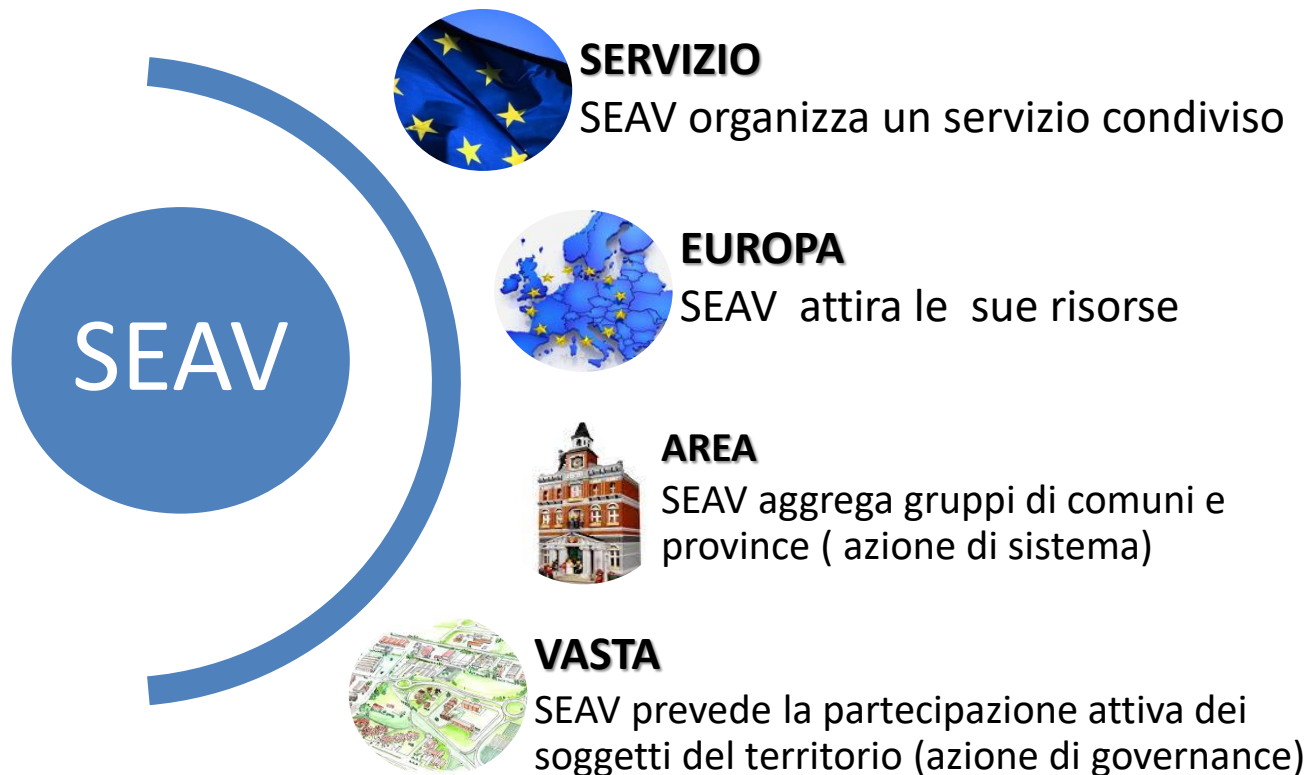 SEAV
SERVIZIO
SEAV organizza un servizio condiviso
EUROPA
SEAV attira le sue risorse
AREA
SEAV aggrega gruppi di comuni e
province ( azione di sistema)
VASTA
SEAV prevede la partecipazione attiva dei
soggetti del territorio (azione di governance)